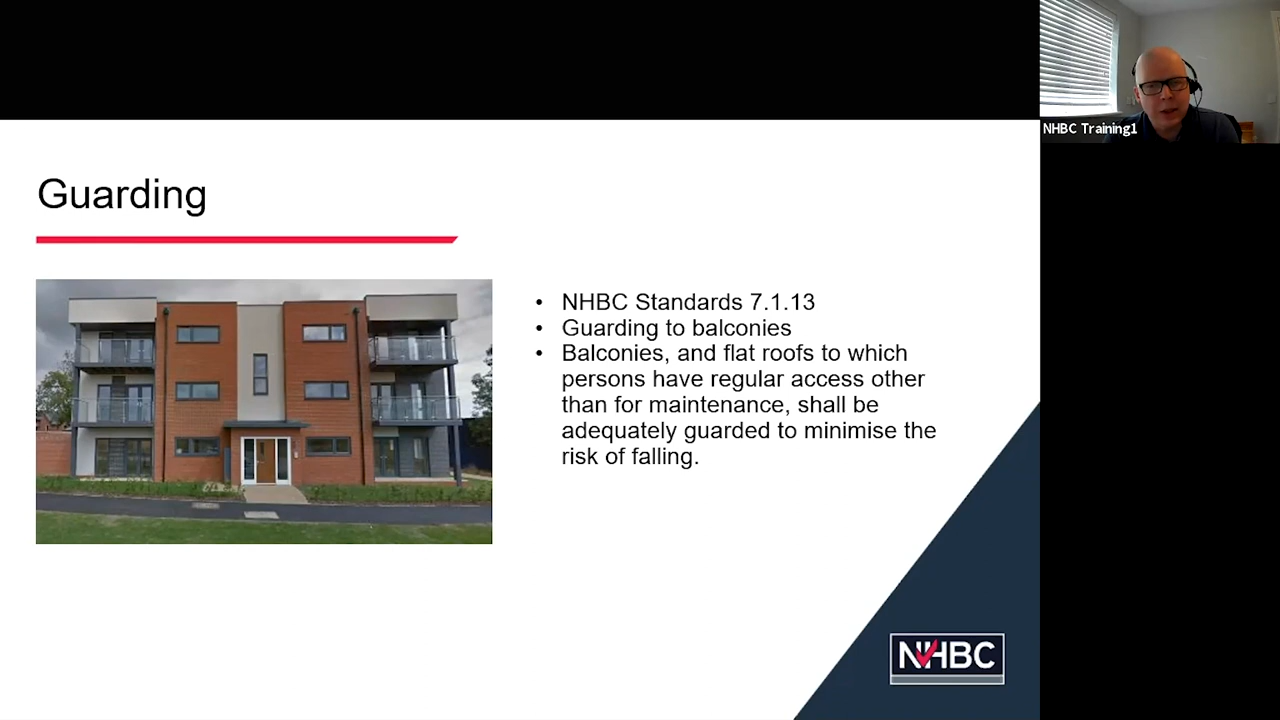 NHBC Training1
Guarding
• NHBC Standards 7.1.13
• Guarding to balconies
• Balconies, and flat roofs to which
persons have regular access other
than for maintenance, shall be
adequately guarded to minimise the
risk of falling.
NHBC